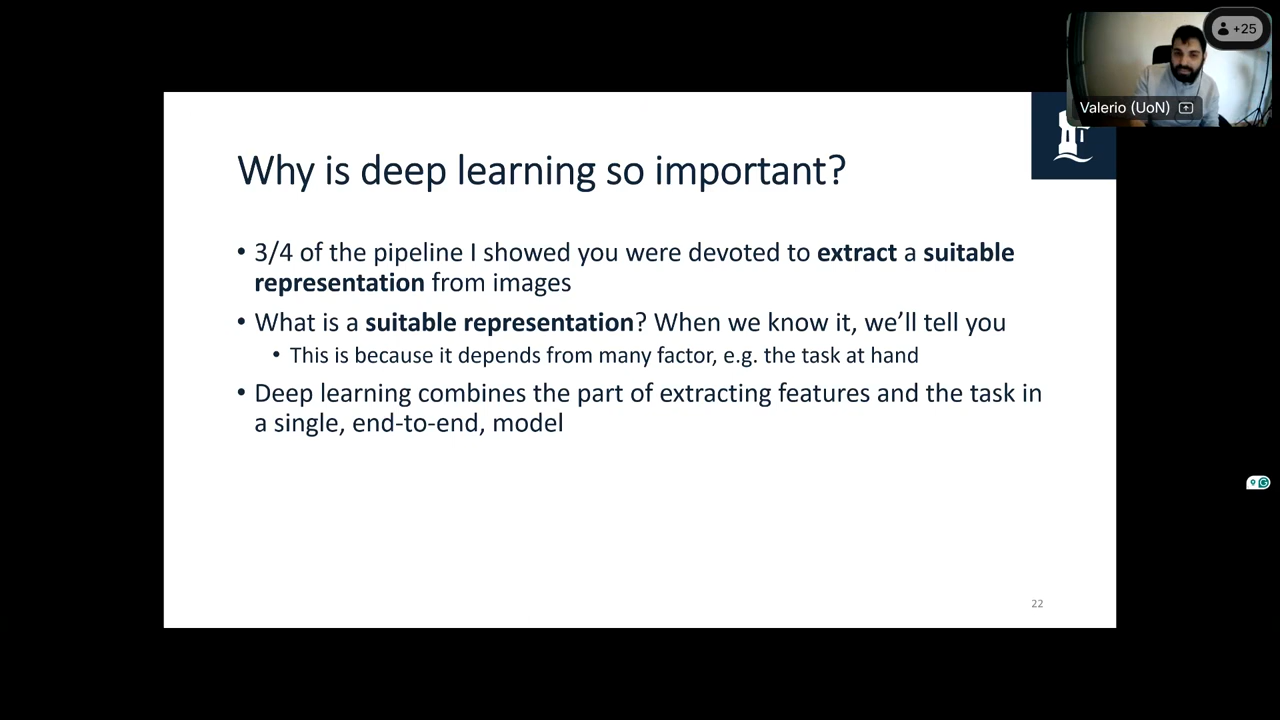 +25
Valerio (UoN)
Why is deep learning so important?
• 3/4 of the pipeline I showed you were devoted to extract a suitable
representation from images
• What is a suitable representation? When we know it, we’ll tell you
• This is because it depends from many factor, e.g. the task at hand
• Deep learning combines the part of extracting features and the task in
a single, end-to-end, model
22